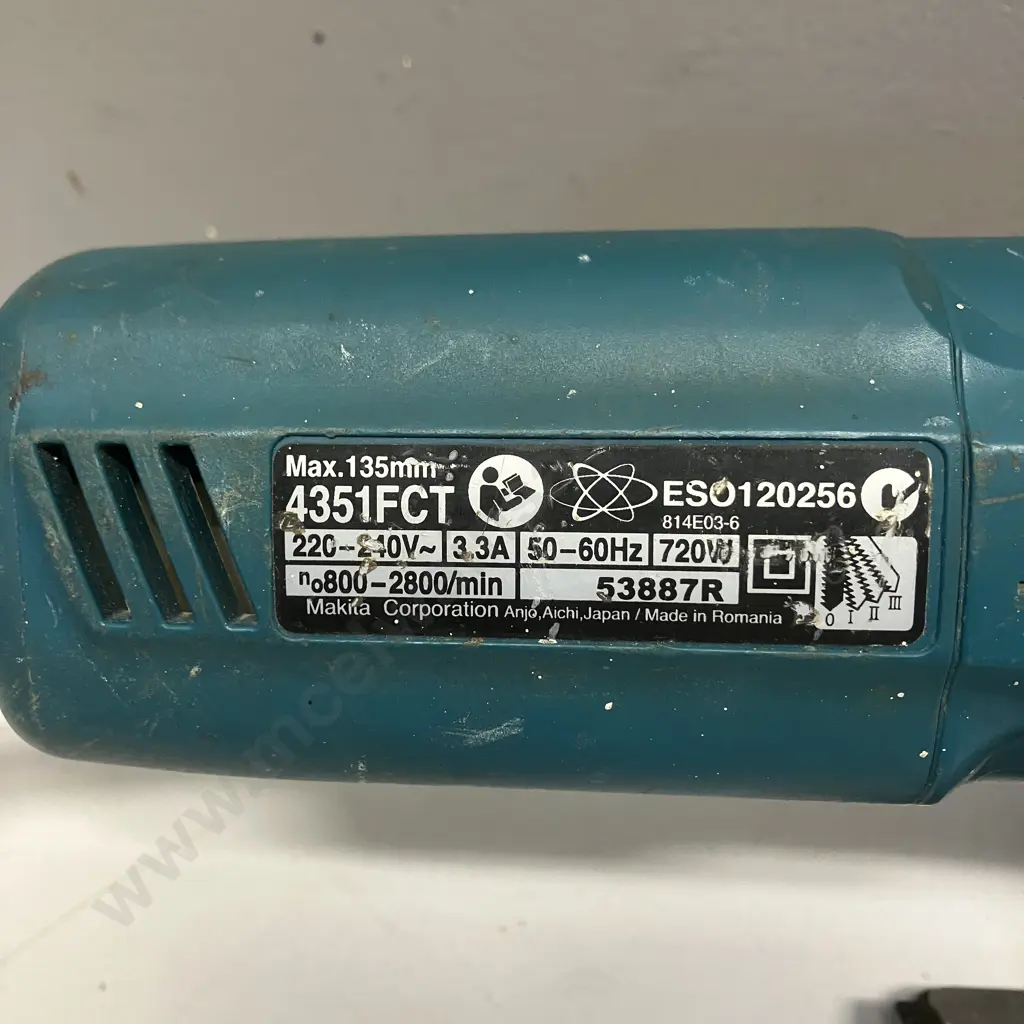 Max.135mm
4351FCT
ESO120256
814E03-6
220-240V~ 3.3A 50-60Hz 720W
no800-2800/min 53887R
Makita Corporation Anjo,Aichi,Japan / Made in Romania
0 I II III